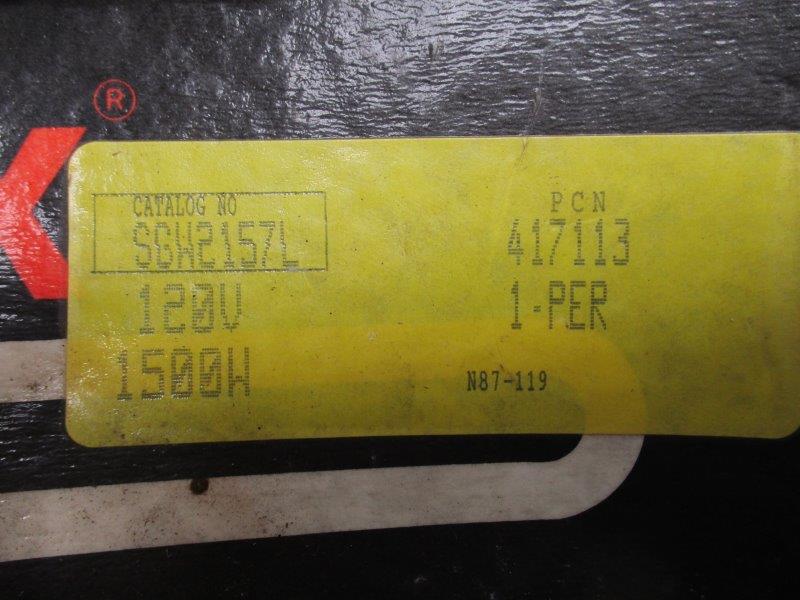 K®
CATALOG NO
SGW2157L
120V
1500W
PCN
417113
1-PER
N87-119